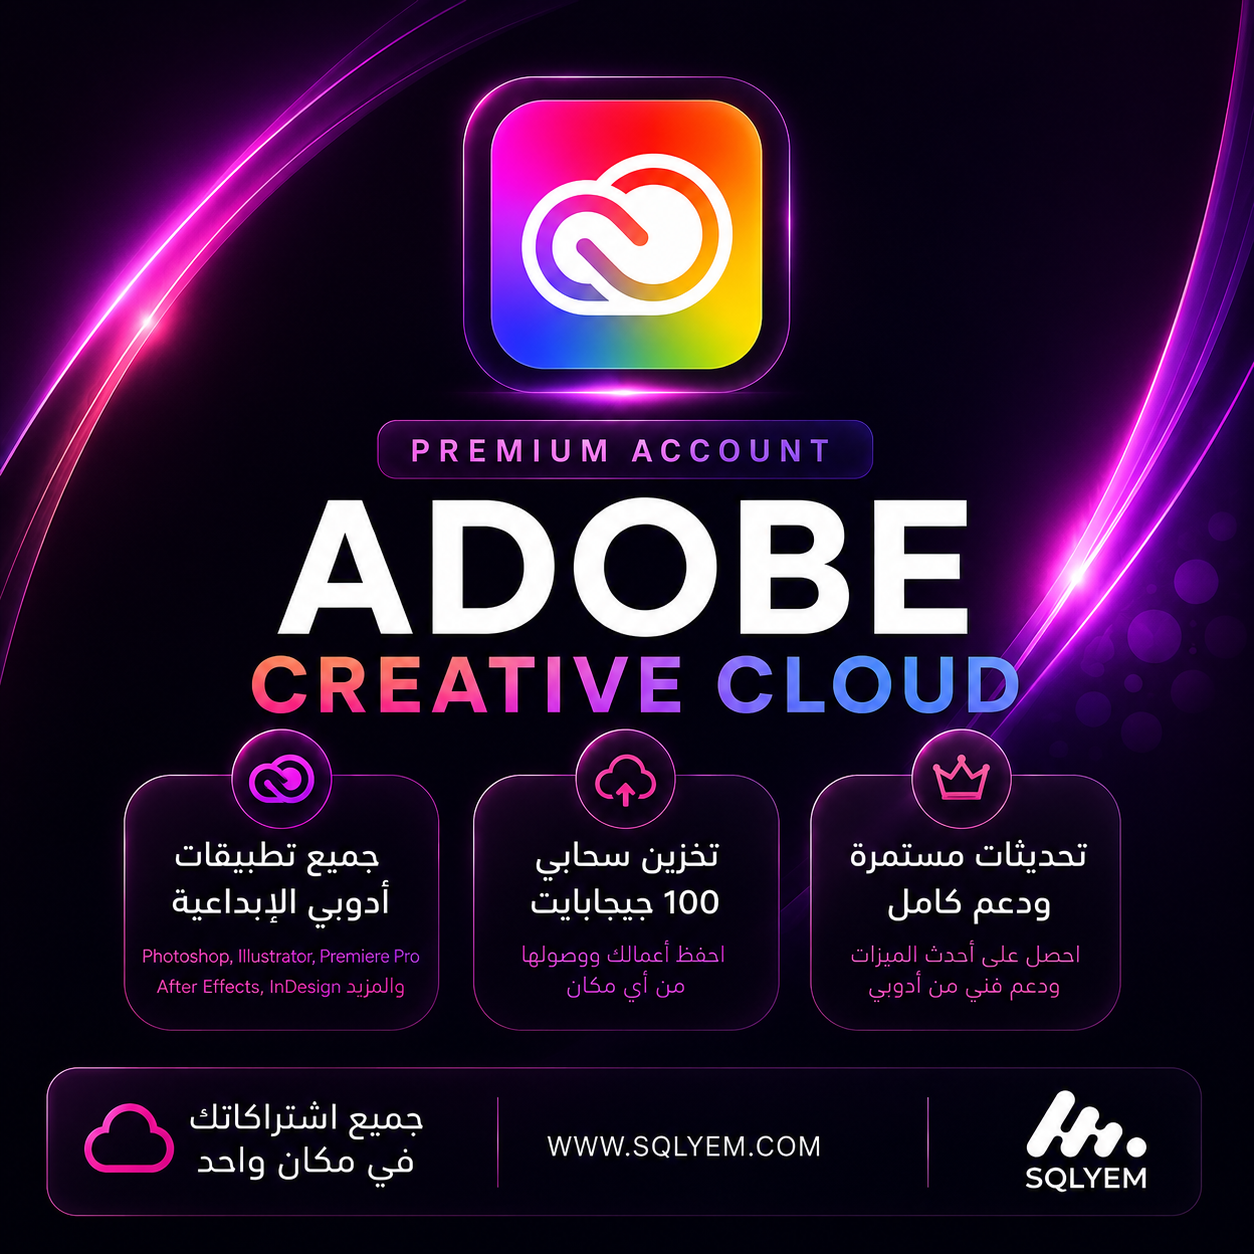 PREMIUM ACCOUNT
ADOBE
CREATIVE CLOUD
تحديثات مستمرة
ودعم كامل
احصل على أحدث الميزات
ودعم فني من أدوبي
تخزين سحابي
100 جيجابايت
احفظ أعمالك ووصولها
من أي مكان
جميع تطبيقات
أدوبي الإبداعية
Photoshop, Illustrator, Premiere Pro
After Effects, InDesign والمزيد
جميع اشتراكاتك
في مكان واحد
WWW.SQLYEM.COM
SQLYEM